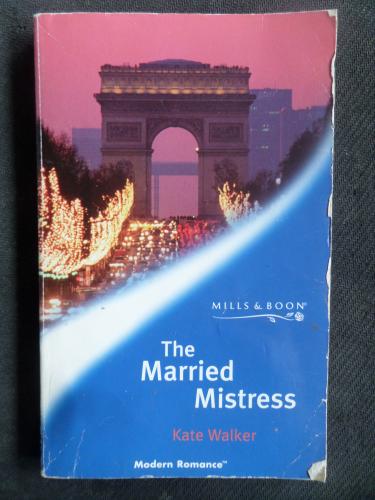 MILLS & BOON®
The
Married
Mistress
Kate Walker
Modern Romance™